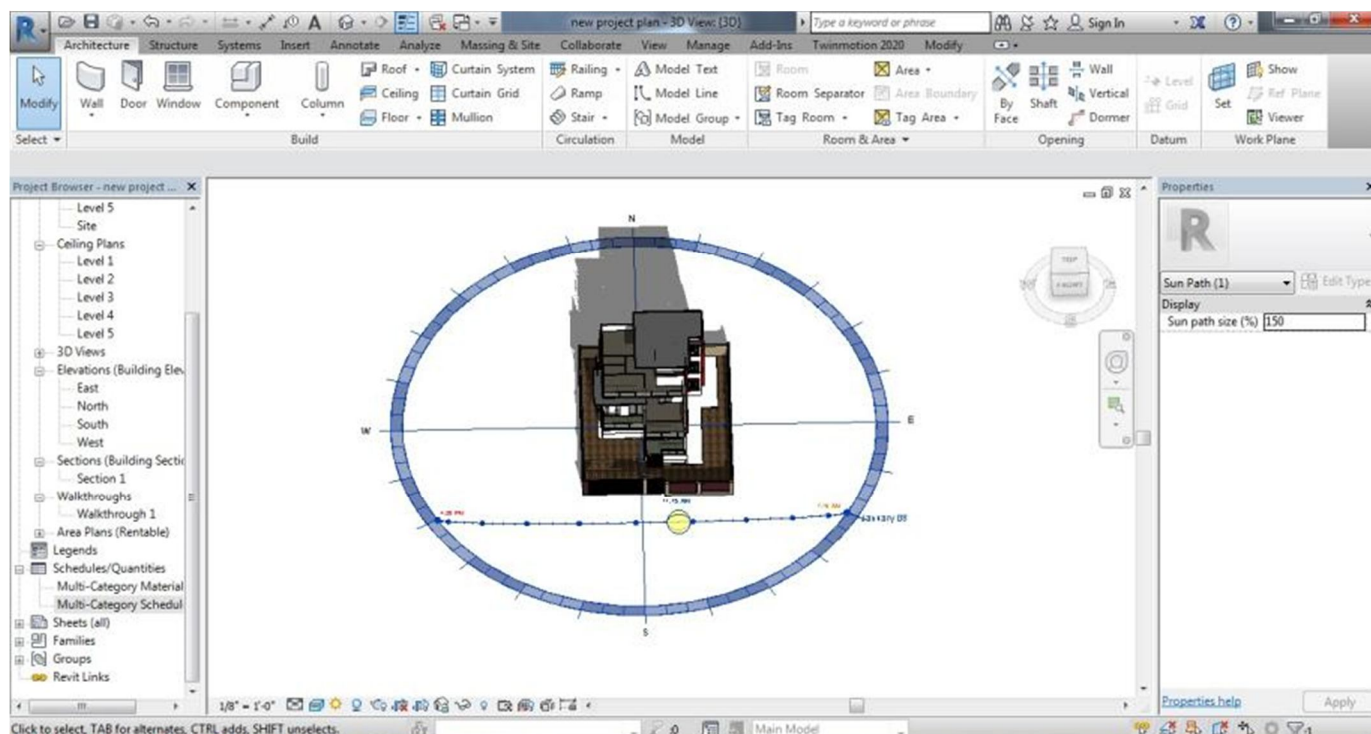 new project plan - 3D View: {3D}
Type a keyword or phrase
Sign In
Architecture Structure Systems Insert Annotate Analyze Massing & Site Collaborate View Manage Add-Ins Twinmotion 2020 Modify
Modify
Wall
Door
Window
Component
Column
Roof
Ceiling
Floor
Curtain System
Curtain Grid
Mullion
Railing
Ramp
Stair
Model Text
Model Line
Model Group
Room
Room Separator
Tag Room
Area
Area Boundary
Tag Area
By
Face
Shaft
Wall
Vertical
Dormer
Level
Grid
Set
Show
Ref Plane
Viewer
Select
Build
Circulation
Model
Room & Area
Opening
Datum
Work Plane
Project Browser - new project ...
Level 5
Site
Ceiling Plans
Level 1
Level 2
Level 3
Level 4
Level 5
3D Views
Elevations (Building Elev
East
North
South
West
Sections (Building Sectic
Section 1
Walkthroughs
Walkthrough 1
Area Plans (Rentable)
Legends
Schedules/Quantities
Multi-Category Material
Multi-Category Schedul
Sheets (all)
Families
Groups
Revit Links
N
W
E
S
TOP
Properties
Sun Path (1)
Edit Type
Display
Sun path size (%) 150
Properties help
Apply
1/8" = 1'-0"
Click to select, TAB for alternates, CTRL adds, SHIFT unselects.
:0
Main Model